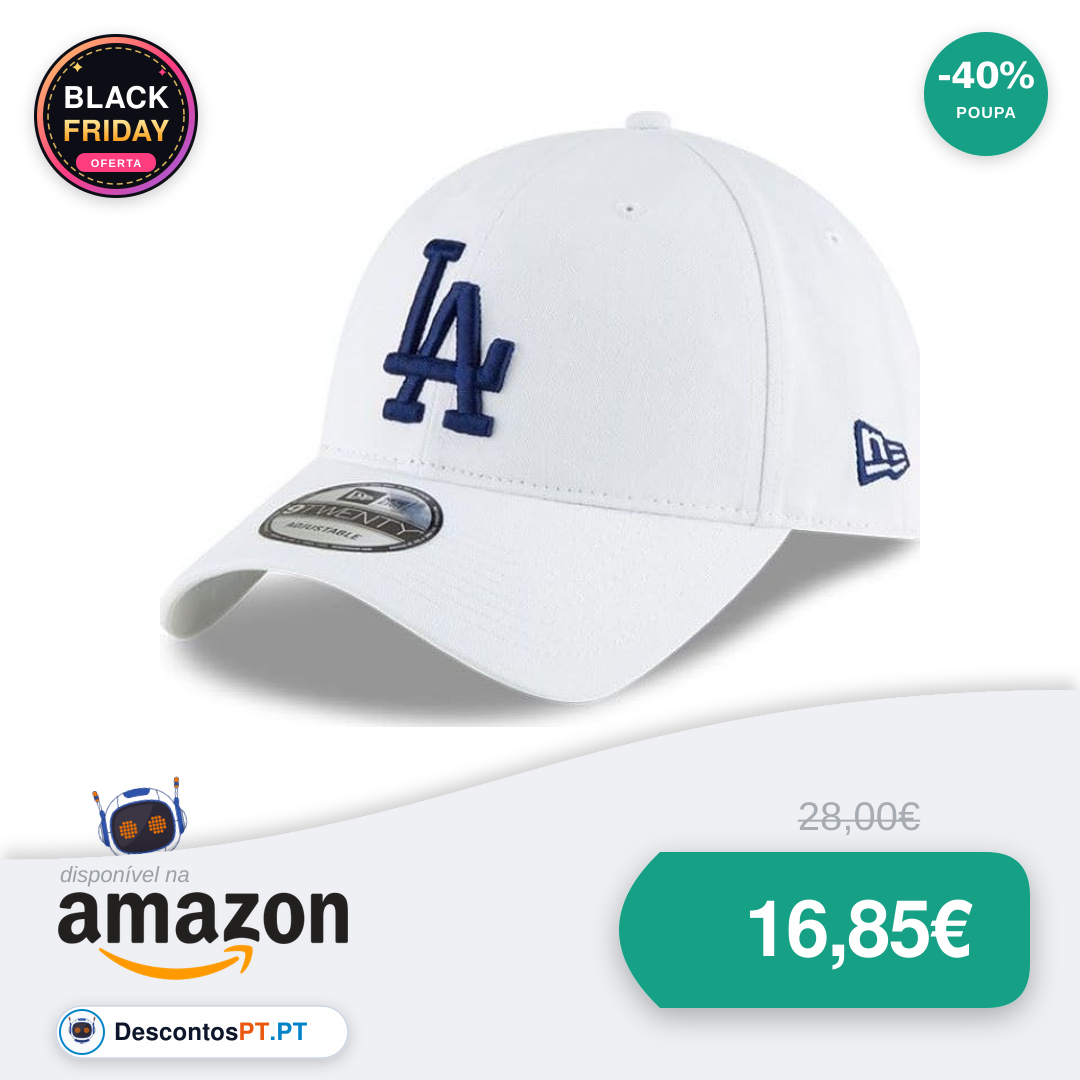 BLACK
FRIDAY
OFERTA
-40%
POUPA
LA
9TWENTY
ADJUSTABLE
28,00€
16,85€
disponível na
amazon
DescontosPT.PT